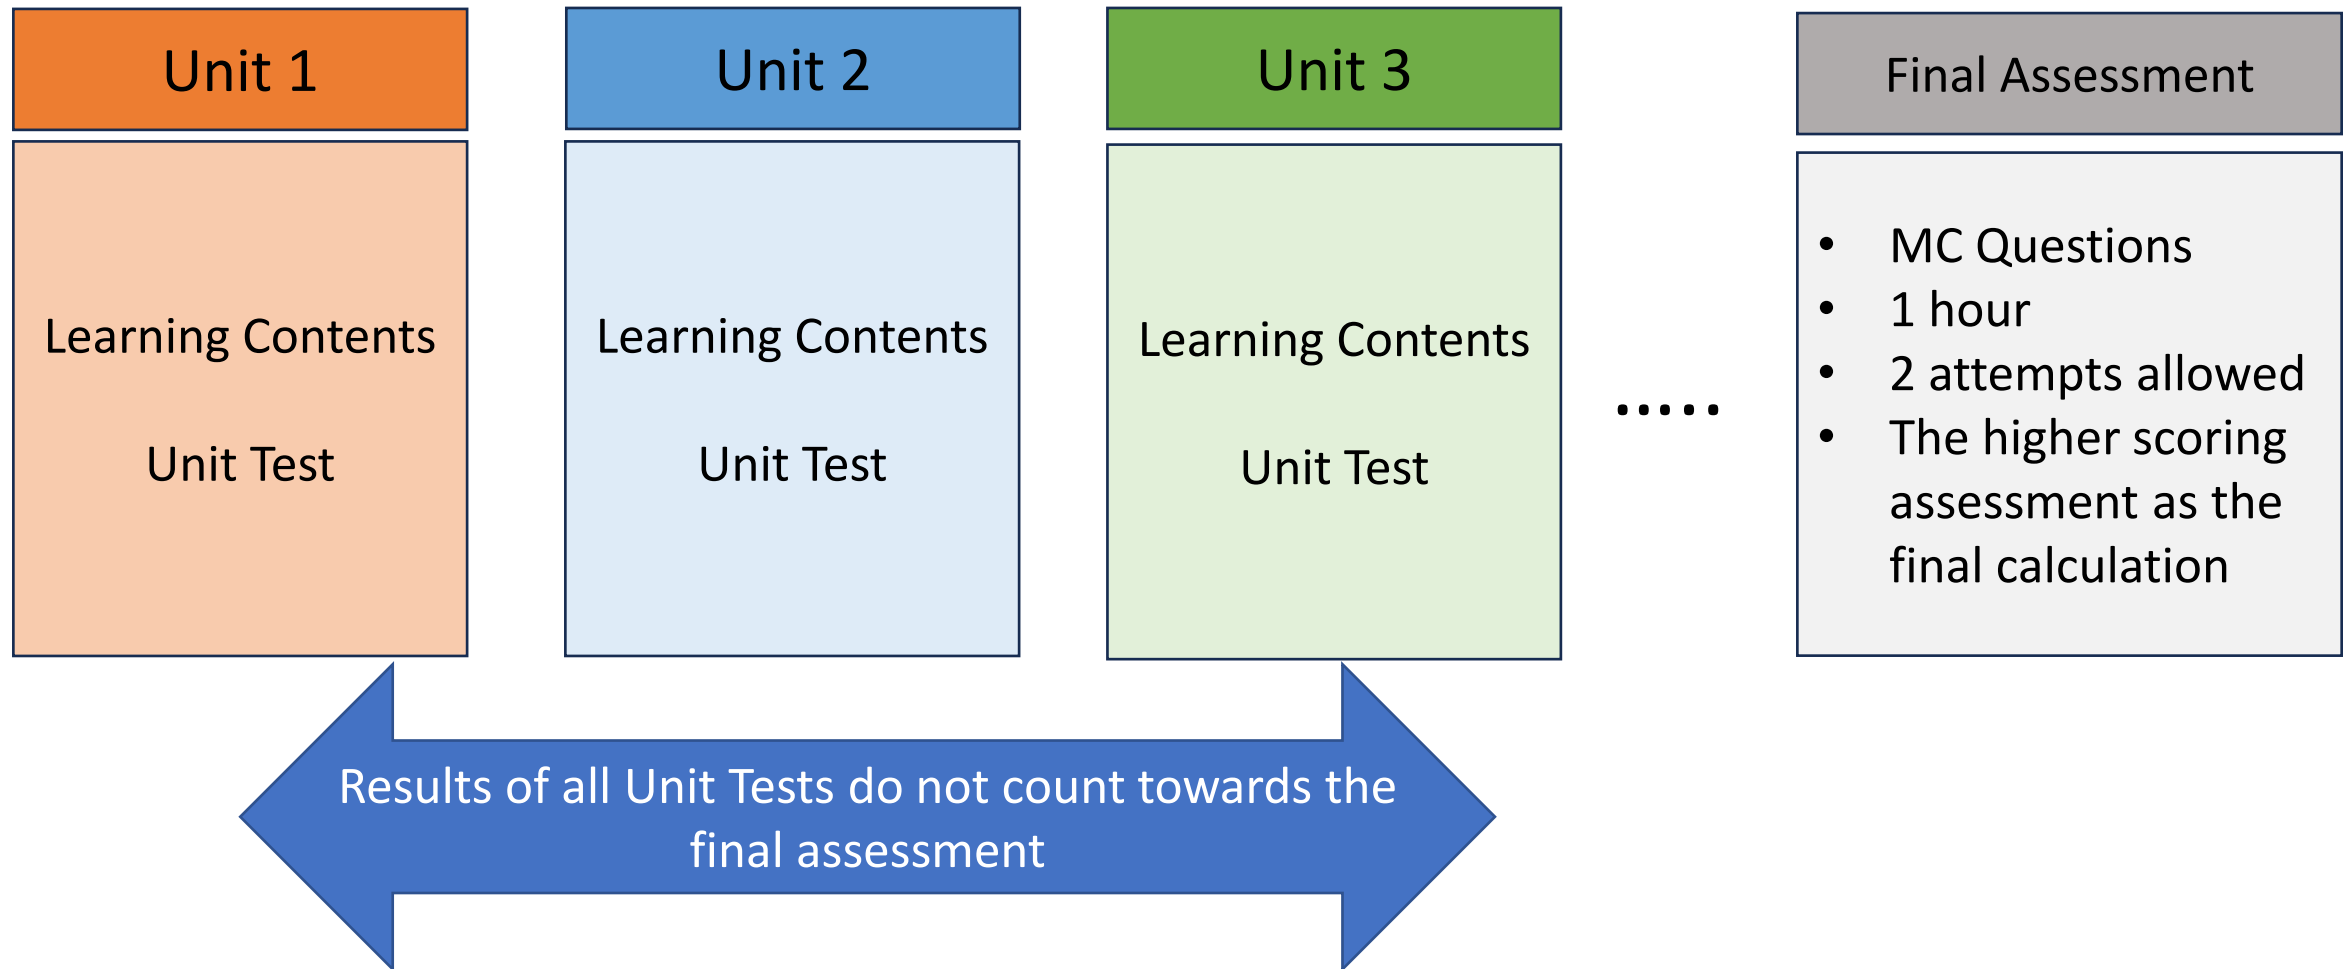 Unit 1
Learning Contents
Unit Test
Unit 2
Learning Contents
Unit Test
Unit 3
Learning Contents
Unit Test
.....
Final Assessment
• MC Questions
• 1 hour
• 2 attempts allowed
• The higher scoring
assessment as the
final calculation
Results of all Unit Tests do not count towards the
final assessment